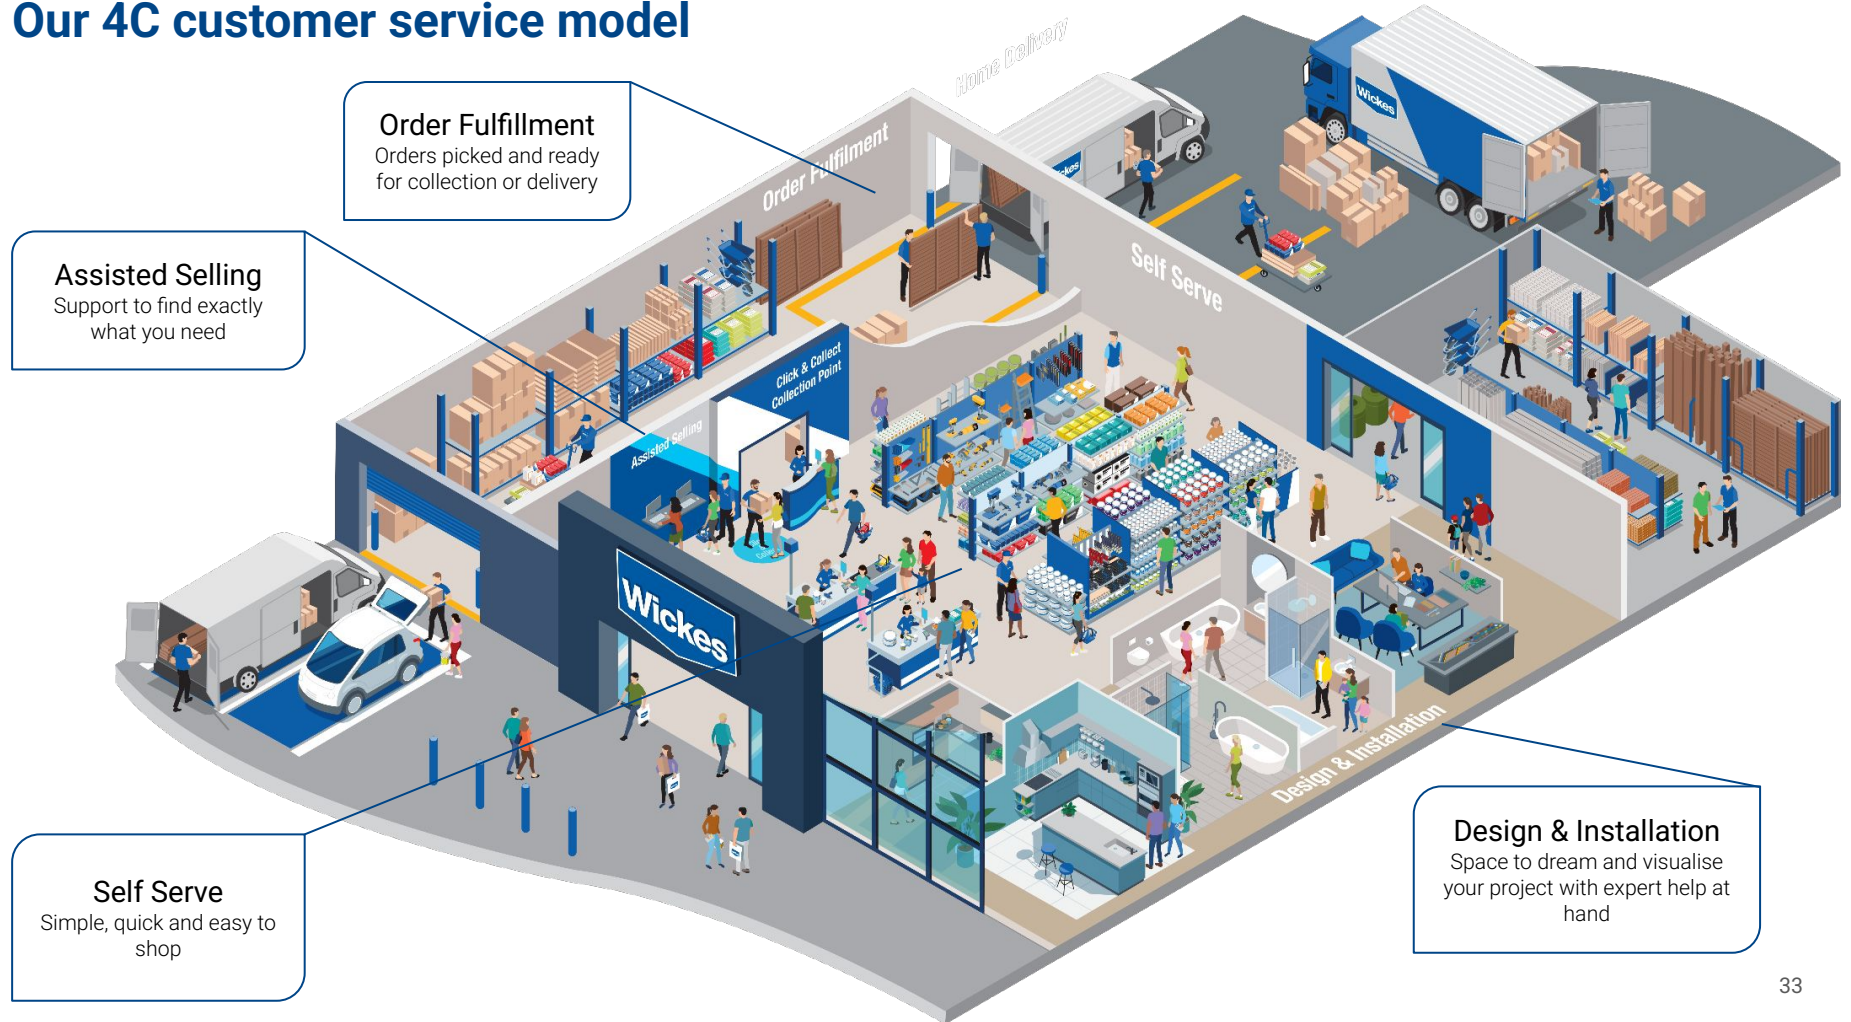 Our 4C customer service model
Home Delivery
Order Fulfillment
Orders picked and ready
for collection or delivery
Order Fulfilment
Wickes
ckes
Self Serve
Assisted Selling
Support to find exactly
what you need
Click & Collect
Collection Point
Assisted Selling
Wickes
Design & Installation
Self Serve
Simple, quick and easy to
shop
Design & Installation
Space to dream and visualise
your project with expert help at
hand
33